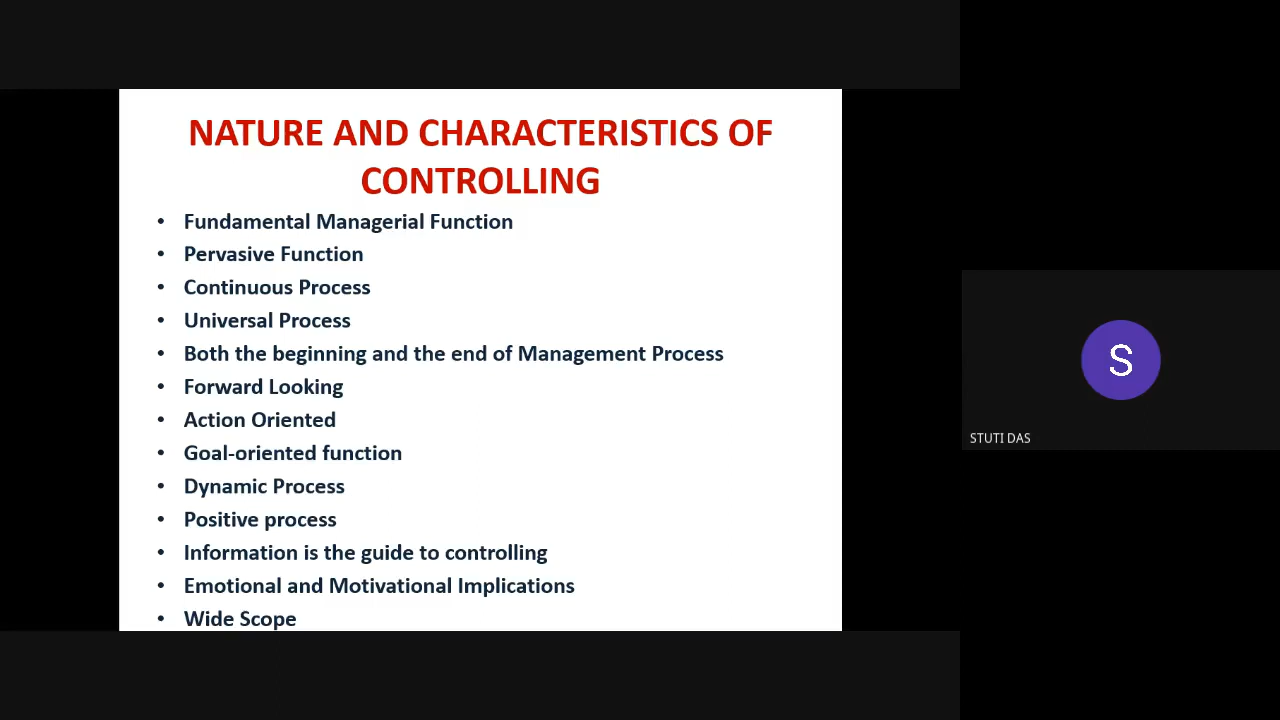 NATURE AND CHARACTERISTICS OF
CONTROLLING
• Fundamental Managerial Function
• Pervasive Function
• Continuous Process
• Universal Process
• Both the beginning and the end of Management Process
• Forward Looking
• Action Oriented
• Goal-oriented function
• Dynamic Process
• Positive process
• Information is the guide to controlling
• Emotional and Motivational Implications
• Wide Scope
S
STUTI DAS